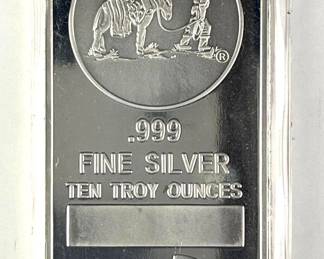 ®
.999
FINE SILVER
TEN TROY OUNCES